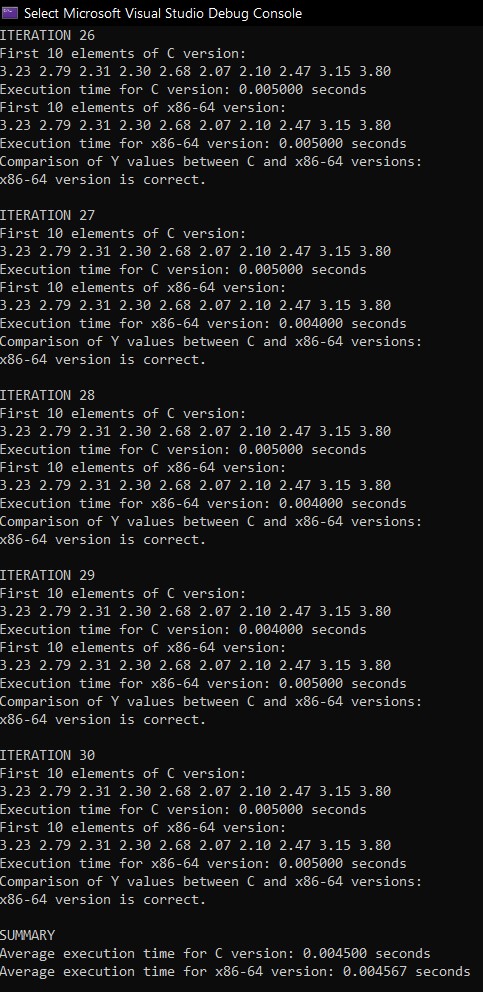 Select Microsoft Visual Studio Debug Console
ITERATION 26
First 10 elements of C version:
3.23 2.79 2.31 2.30 2.68 2.07 2.10 2.47 3.15 3.80
Execution time for C version: 0.005000 seconds
First 10 elements of x86-64 version:
3.23 2.79 2.31 2.30 2.68 2.07 2.10 2.47 3.15 3.80
Execution time for x86-64 version: 0.005000 seconds
Comparison of Y values between C and x86-64 versions:
x86-64 version is correct.
ITERATION 27
First 10 elements of C version:
3.23 2.79 2.31 2.30 2.68 2.07 2.10 2.47 3.15 3.80
Execution time for C version: 0.005000 seconds
First 10 elements of x86-64 version:
3.23 2.79 2.31 2.30 2.68 2.07 2.10 2.47 3.15 3.80
Execution time for x86-64 version: 0.004000 seconds
Comparison of Y values between C and x86-64 versions:
x86-64 version is correct.
ITERATION 28
First 10 elements of C version:
3.23 2.79 2.31 2.30 2.68 2.07 2.10 2.47 3.15 3.80
Execution time for C version: 0.005000 seconds
First 10 elements of x86-64 version:
3.23 2.79 2.31 2.30 2.68 2.07 2.10 2.47 3.15 3.80
Execution time for x86-64 version: 0.004000 seconds
Comparison of Y values between C and x86-64 versions:
x86-64 version is correct.
ITERATION 29
First 10 elements of C version:
3.23 2.79 2.31 2.30 2.68 2.07 2.10 2.47 3.15 3.80
Execution time for C version: 0.004000 seconds
First 10 elements of x86-64 version:
3.23 2.79 2.31 2.30 2.68 2.07 2.10 2.47 3.15 3.80
Execution time for x86-64 version: 0.005000 seconds
Comparison of Y values between C and x86-64 versions:
x86-64 version is correct.
ITERATION 30
First 10 elements of C version:
3.23 2.79 2.31 2.30 2.68 2.07 2.10 2.47 3.15 3.80
Execution time for C version: 0.005000 seconds
First 10 elements of x86-64 version:
3.23 2.79 2.31 2.30 2.68 2.07 2.10 2.47 3.15 3.80
Execution time for x86-64 version: 0.005000 seconds
Comparison of Y values between C and x86-64 versions:
x86-64 version is correct.
SUMMARY
Average execution time for C version: 0.004500 seconds
Average execution time for x86-64 version: 0.004567 seconds